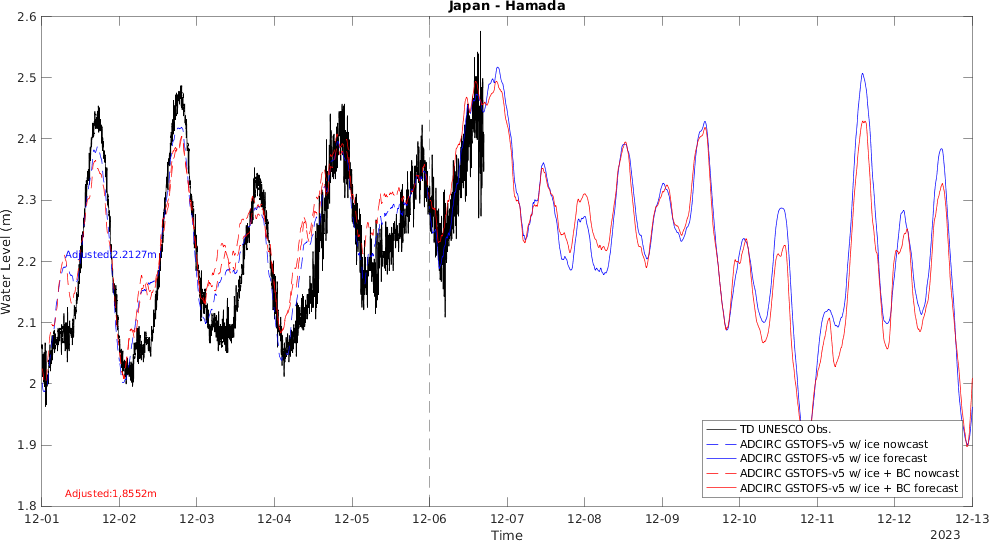 Japan - Hamada
2.6
2.5
2.4
2.3
2.2
2.1
2
1.9
1.8
Water Level (m)
Adjusted:2.2127m
Adjusted:1.8552m
TD UNESCO Obs.
ADCIRC GSTOFS-v5 w/ ice nowcast
ADCIRC GSTOFS-v5 w/ ice forecast
ADCIRC GSTOFS-v5 w/ ice + BC nowcast
ADCIRC GSTOFS-v5 w/ ice + BC forecast
12-01 12-02 12-03 12-04 12-05 12-06 12-07 12-08 12-09 12-10 12-11 12-12 12-13
Time
2023